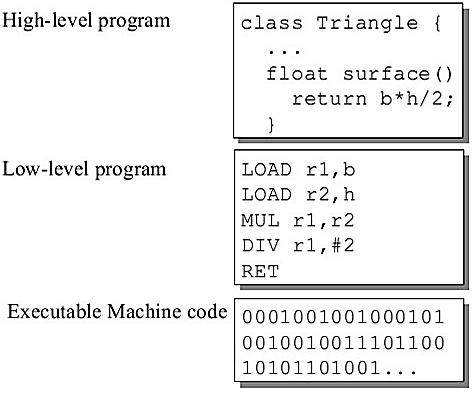 High-level program
class Triangle {
...
float surface()
return b*h/2;
}
Low-level program
LOAD r1,b
LOAD r2,h
MUL r1,r2
DIV r1,#2
RET
Executable Machine code
0001001001000101
0010010011101100
10101101001...